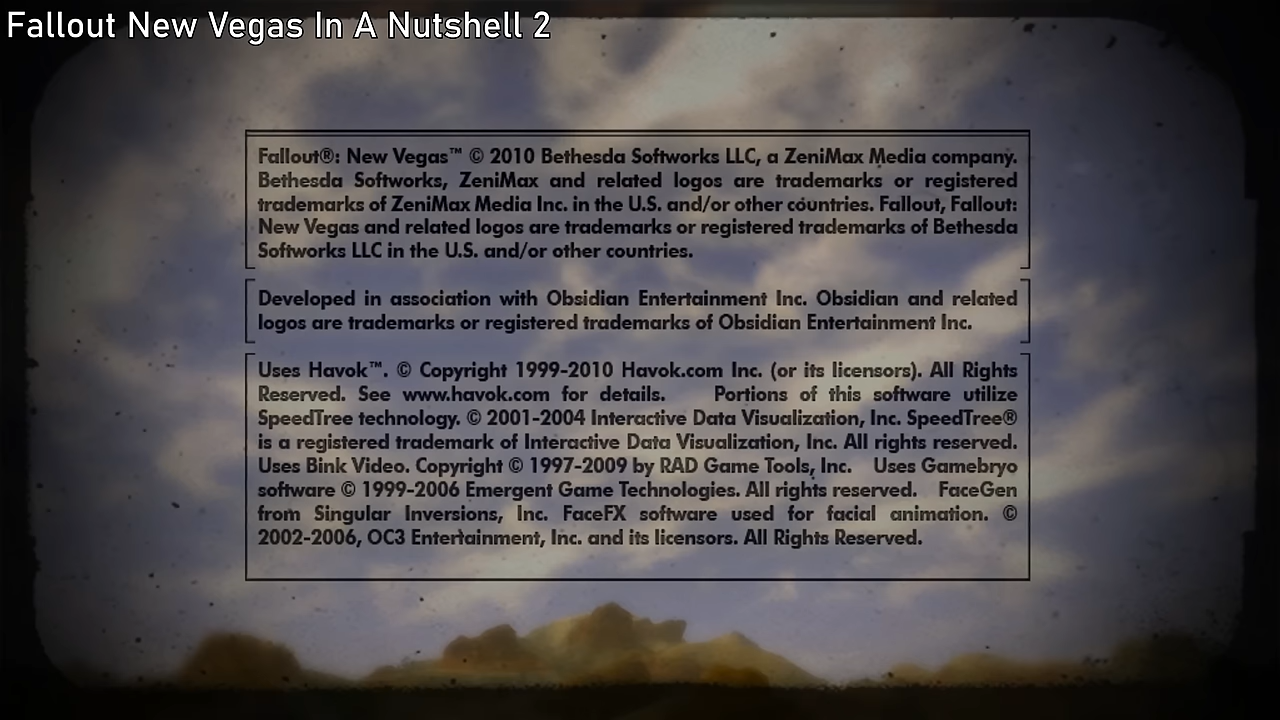 Fallout New Vegas In A Nutshell 2
Fallout®: New Vegas™ © 2010 Bethesda Softworks LLC, a ZeniMax Media company.
Bethesda Softworks, ZeniMax and related logos are trademarks or registered
trademarks of ZeniMax Media Inc. in the U.S. and/or other countries. Fallout, Fallout:
New Vegas and related logos are trademarks or registered trademarks of Bethesda
Softworks LLC in the U.S. and/or other countries.
Developed in association with Obsidian Entertainment Inc. Obsidian and related
logos are trademarks or registered trademarks of Obsidian Entertainment Inc.
Uses Havok™. © Copyright 1999-2010 Havok.com Inc. (or its licensors). All Rights
Reserved. See www.havok.com for details. Portions of this software utilize
SpeedTree technology. © 2001-2004 Interactive Data Visualization, Inc. SpeedTree®
is a registered trademark of Interactive Data Visualization, Inc. All rights reserved.
Uses Bink Video. Copyright © 1997-2009 by RAD Game Tools, Inc. Uses Gamebryo
software © 1999-2006 Emergent Game Technologies. All rights reserved. FaceGen
from Singular Inversions, Inc. FaceFX software used for facial animation. ©
2002-2006, OC3 Entertainment, Inc. and its licensors. All Rights Reserved.